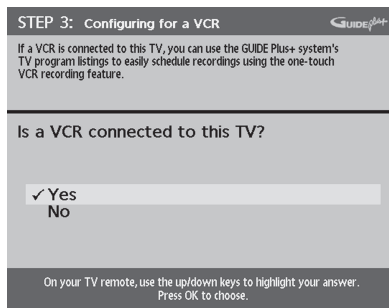 STEP 3: Configuring for a VCR
GUIDE plus+
If a VCR is connected to this TV, you can use the GUIDE Plus+ system's
TV program listings to easily schedule recordings using the one-touch
VCR recording feature.
Is a VCR connected to this TV?
✓ Yes
No
On your TV remote, use the up/down keys to highlight your answer.
Press OK to choose.